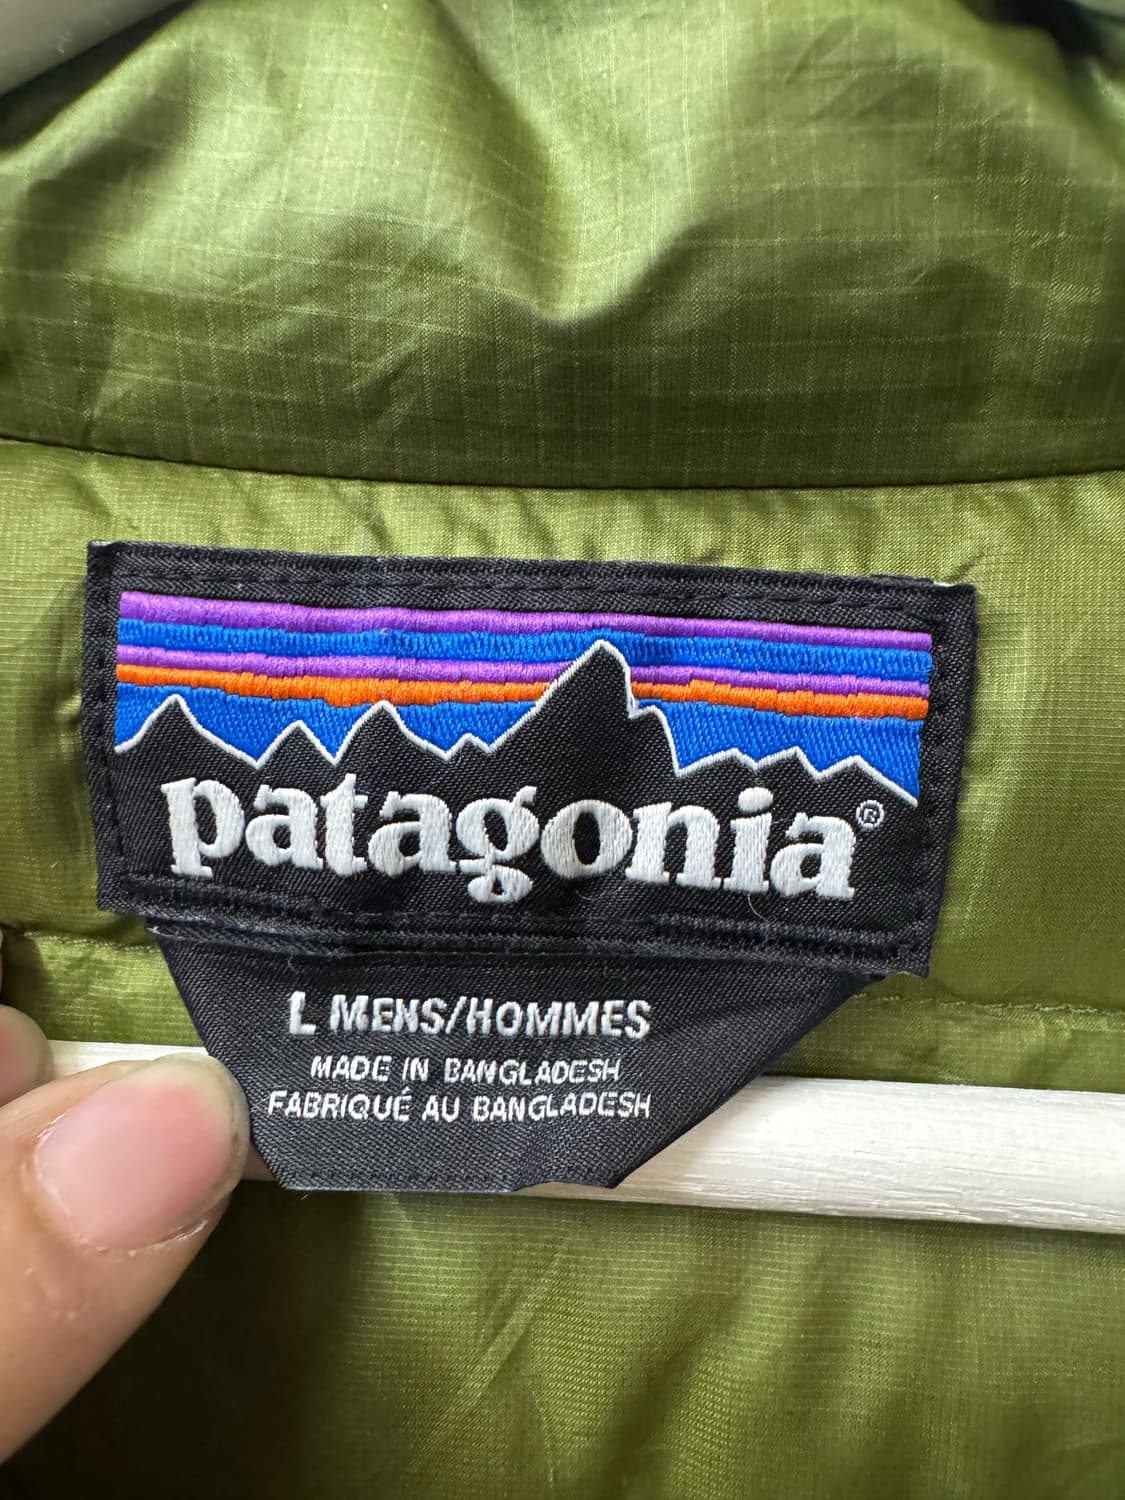 patagonia®
L MENS/HOMMES
MADE IN BANGLADESH
FABRIQUÉ AU BANGLADESH